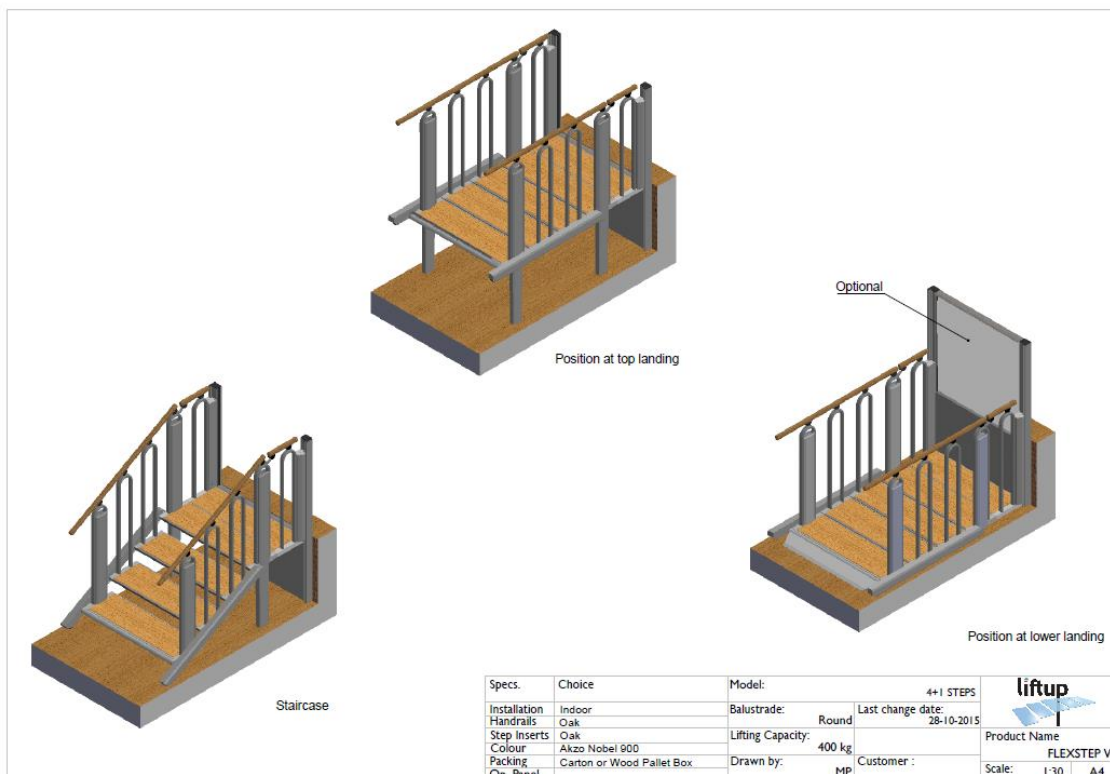 Optional
Position at top landing
Position at lower landing
Staircase
Specs. Choice Model: 4+1 STEPS liftup
Installation Indoor Balustrade: Round Last change date: 28-10-2015
Handrails Oak
Step Inserts Oak Lifting Capacity: 400 kg Product Name
Colour Akzo Nobel 900 FLEXSTEP V
Packing Carton or Wood Pallet Box Drawn by: MP Customer :
Op. Panel Scale: 1:30 A4